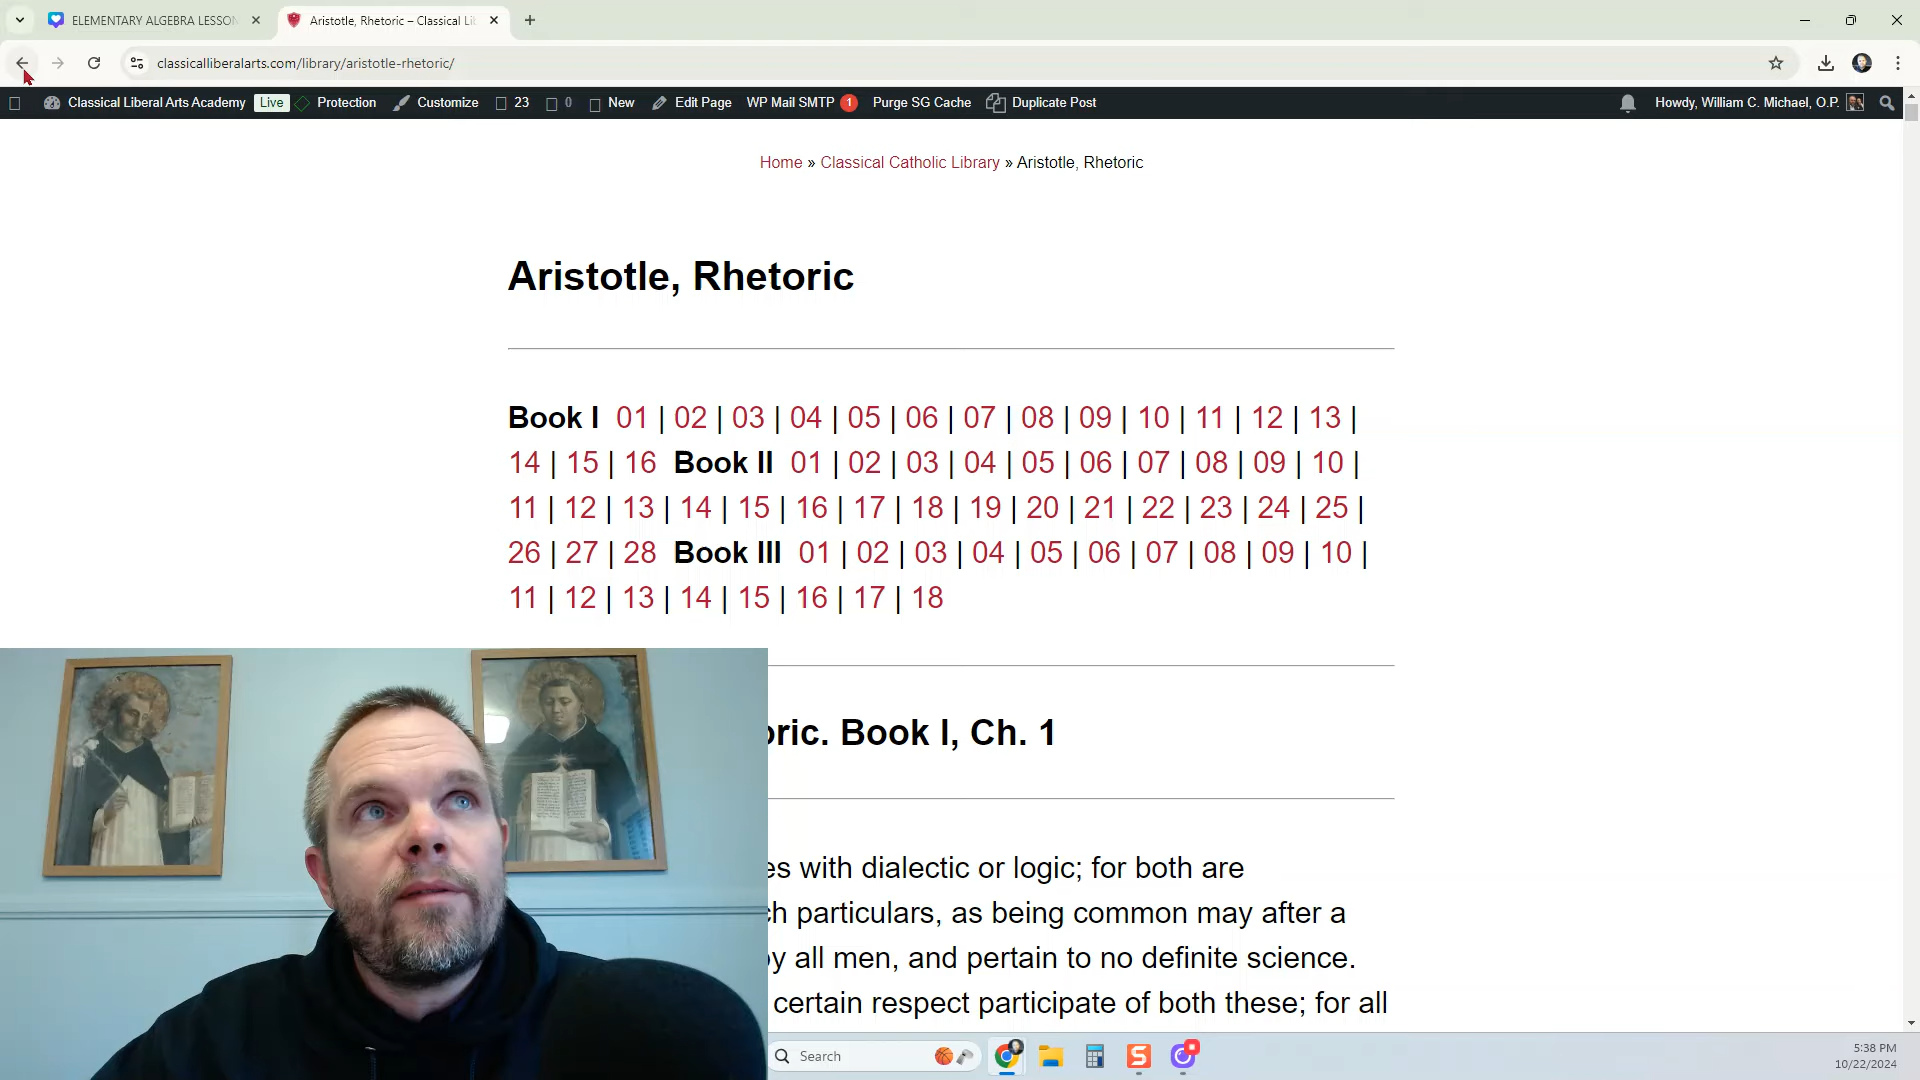 ELEMENTARY ALGEBRA LESSON
Aristotle, Rhetoric – Classical Li
classicalliberalarts.com/library/aristotle-rhetoric/
Classical Liberal Arts Academy Live Protection Customize 23 0 New Edit Page WP Mail SMTP 1 Purge SG Cache Duplicate Post Howdy, William C. Michael, O.P.
Home » Classical Catholic Library » Aristotle, Rhetoric
Aristotle, Rhetoric
Book I 01 | 02 | 03 | 04 | 05 | 06 | 07 | 08 | 09 | 10 | 11 | 12 | 13 |
14 | 15 | 16 Book II 01 | 02 | 03 | 04 | 05 | 06 | 07 | 08 | 09 | 10 |
11 | 12 | 13 | 14 | 15 | 16 | 17 | 18 | 19 | 20 | 21 | 22 | 23 | 24 | 25 |
26 | 27 | 28 Book III 01 | 02 | 03 | 04 | 05 | 06 | 07 | 08 | 09 | 10 |
11 | 12 | 13 | 14 | 15 | 16 | 17 | 18
oric. Book I, Ch. 1
es with dialectic or logic; for both are
ch particulars, as being common may after a
by all men, and pertain to no definite science.
certain respect participate of both these; for all
Search
5:38 PM
10/22/2024